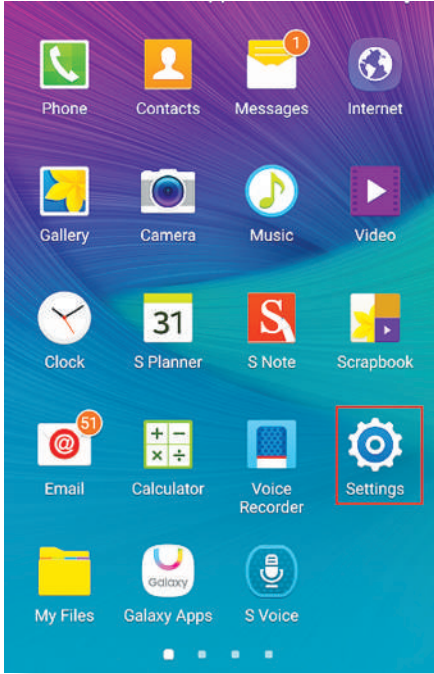 1
Phone Contacts Messages Internet
Gallery Camera Music Video
31
S
Clock S Planner S Note Scrapbook
51
@
+ −
× ÷
Email Calculator Voice Recorder Settings
Galaxy
My Files Galaxy Apps S Voice